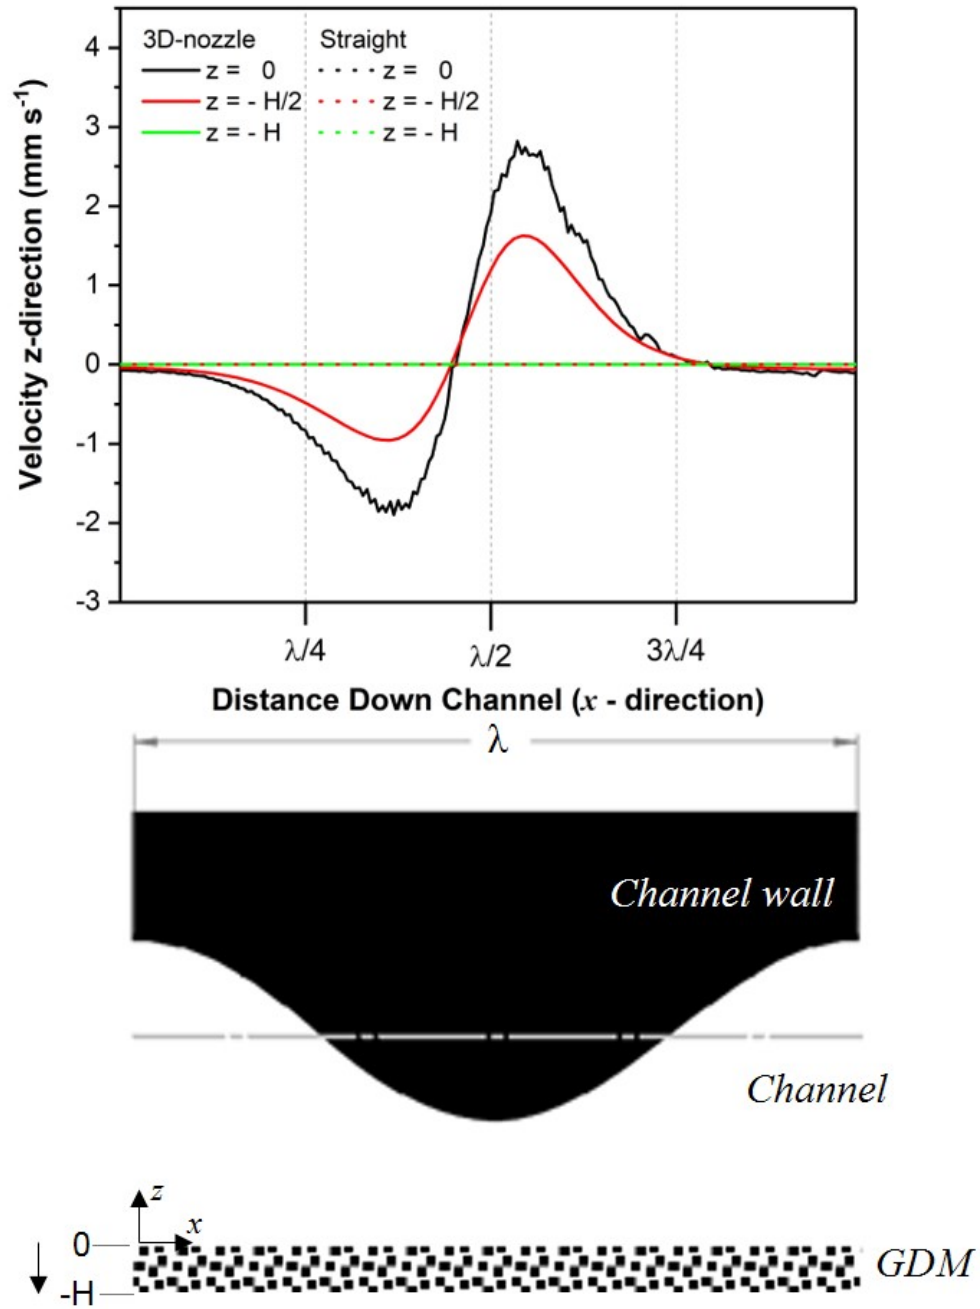 3D-nozzle Straight
z = 0 z = 0
z = - H/2 z = - H/2
z = - H z = - H
Velocity z-direction (mm s-1)
4
3
2
1
0
-1
-2
-3
λ/4 λ/2 3λ/4
Distance Down Channel (x - direction)
λ
Channel wall
Channel
z
x
0
-H
GDM